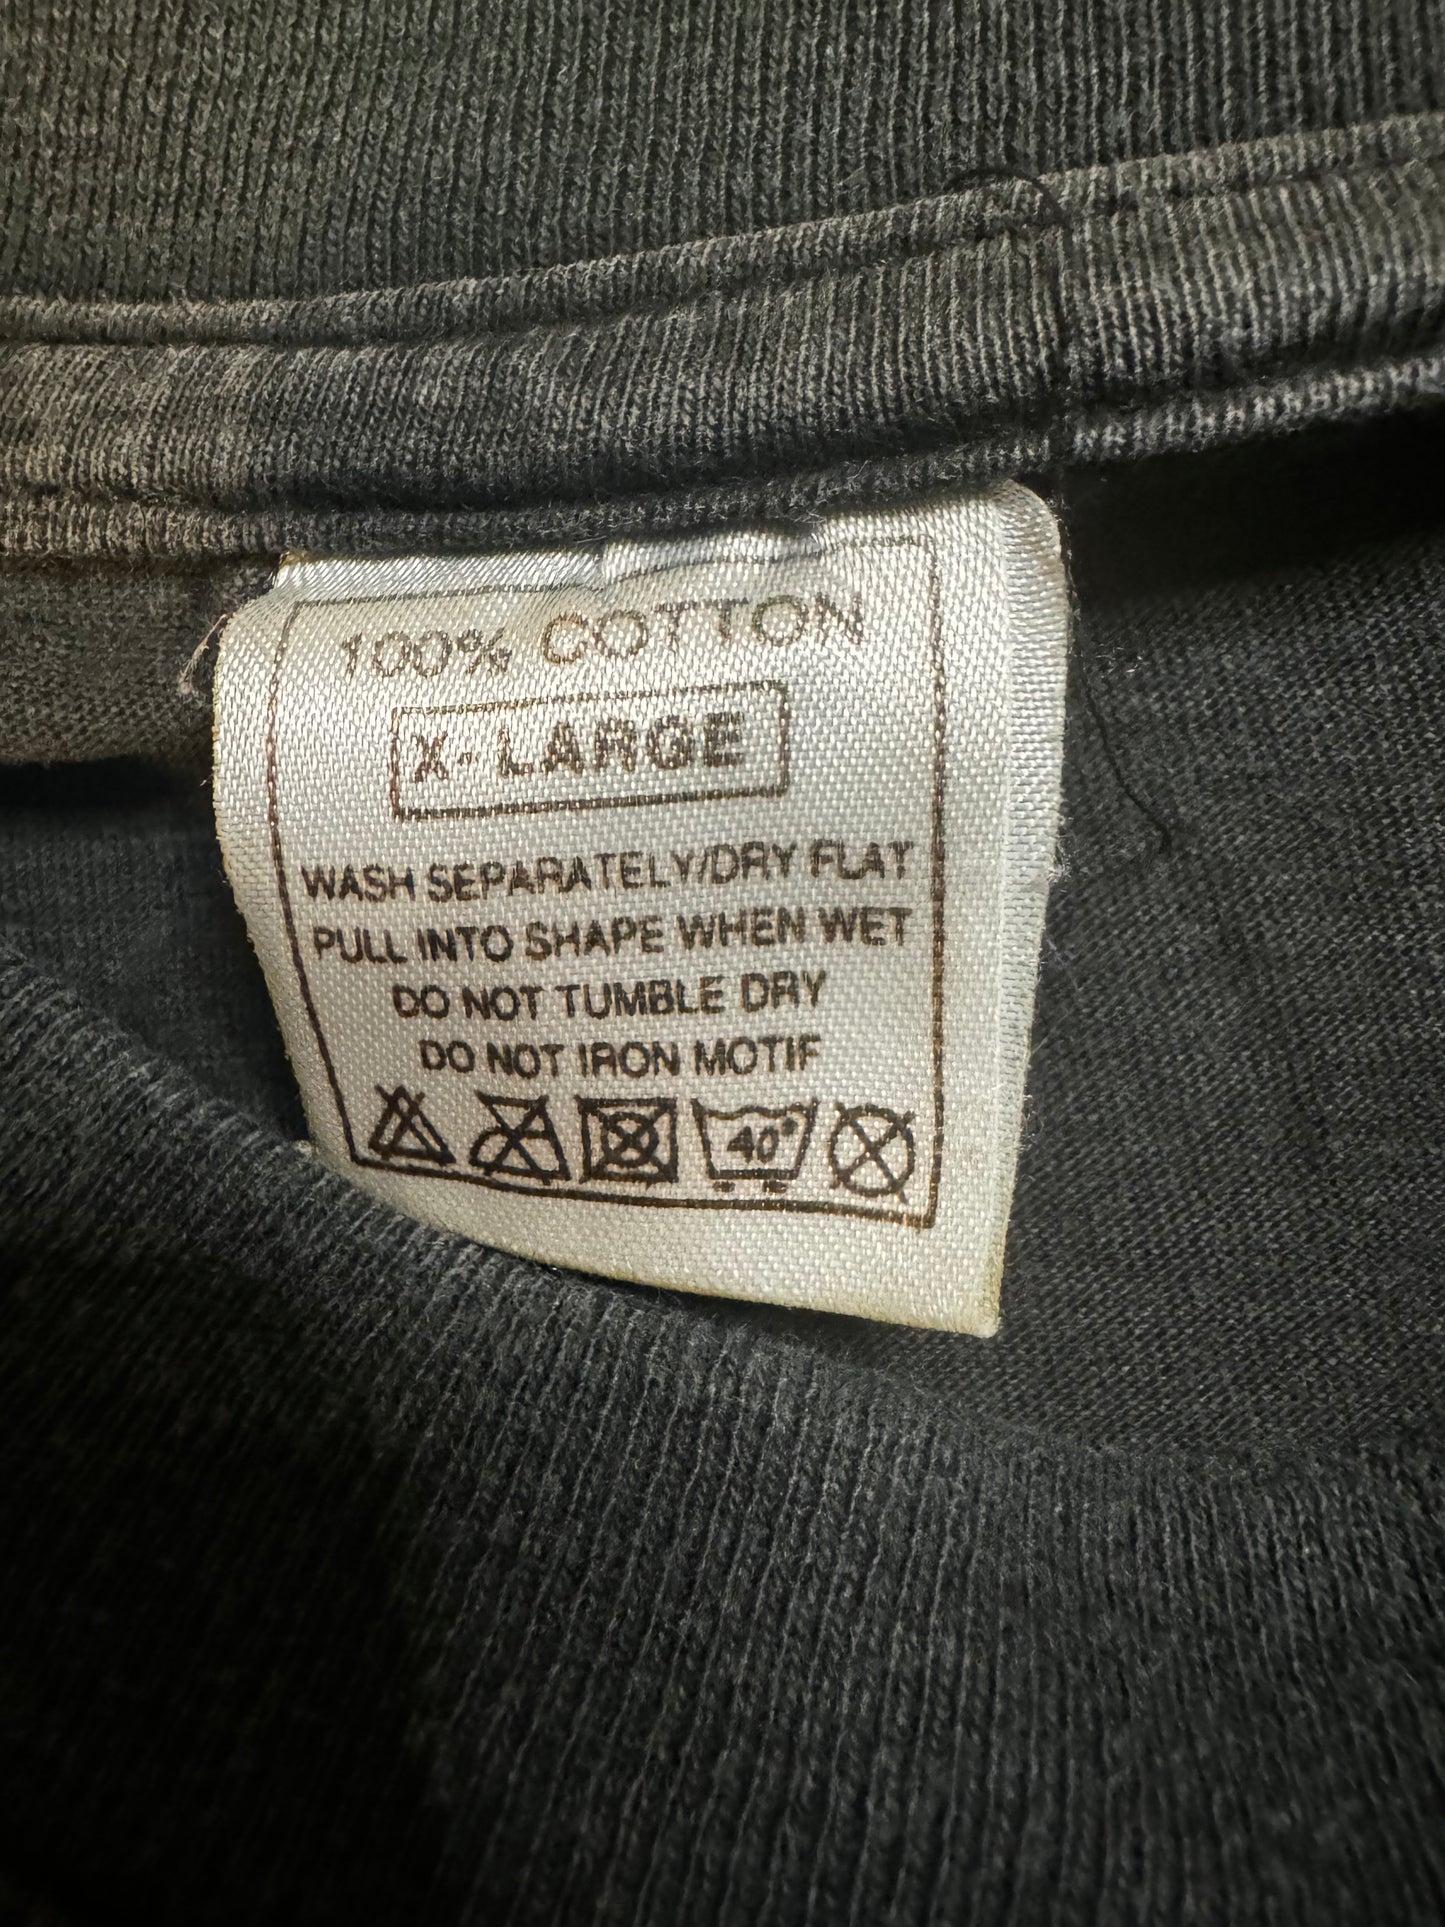 100% COTTON
X-LARGE
WASH SEPARATELY/DRY FLAT
PULL INTO SHAPE WHEN WET
DO NOT TUMBLE DRY
DO NOT IRON MOTIF
40°